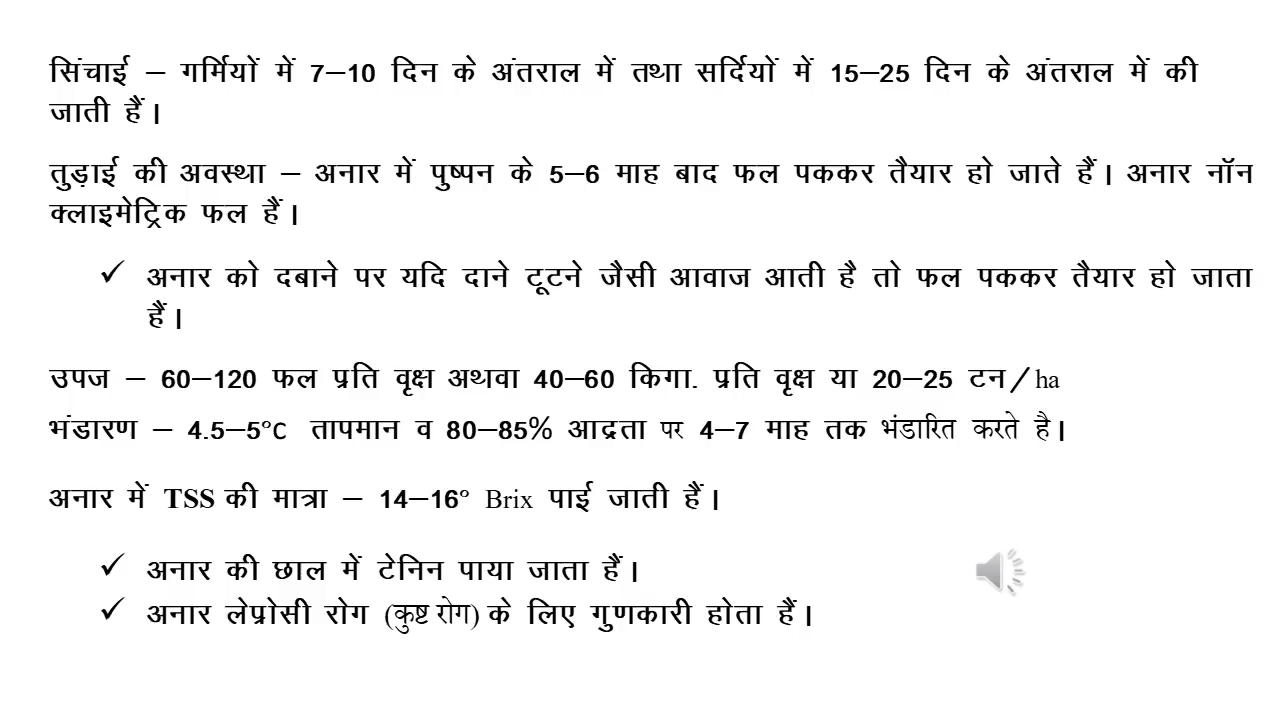 सिंचाई – गर्मियों में 7–10 दिन के अंतराल में तथा सर्दियों में 15–25 दिन के अंतराल में की
जाती हैं।
तुड़ाई की अवस्था – अनार में पुष्पन के 5–6 माह बाद फल पककर तैयार हो जाते हैं। अनार नॉन
क्लाइमेट्रिक फल हैं।
✓ अनार को दबाने पर यदि दाने टूटने जैसी आवाज आती है तो फल पककर तैयार हो जाता
हैं।
उपज – 60–120 फल प्रति वृक्ष अथवा 40–60 किगा. प्रति वृक्ष या 20–25 टन/ha
भंडारण – 4.5–5°C तापमान व 80–85% आद्रता पर 4–7 माह तक भंडारित करते है।
अनार में TSS की मात्रा – 14–16° Brix पाई जाती हैं।
✓ अनार की छाल में टेनिन पाया जाता हैं।
✓ अनार लेप्रोसी रोग (कुष्ट रोग) के लिए गुणकारी होता हैं।